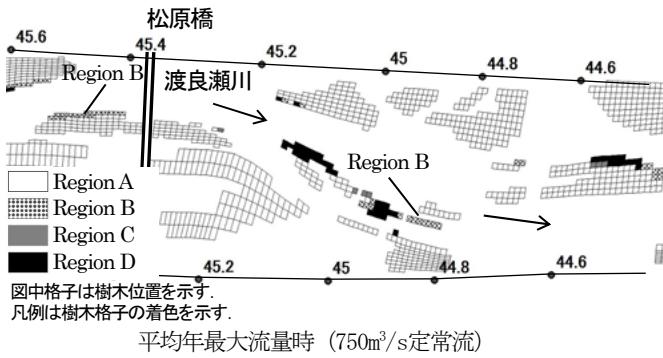 松原橋
45.6
45.4
45.2
45
44.8
44.6
Region B
渡良瀬川
Region B
Region A
Region B
Region C
Region D
45.2
45
44.8
44.6
図中格子は樹木位置を示す.
凡例は樹木格子の着色を示す.
平均年最大流量時（750m³/s定常流）